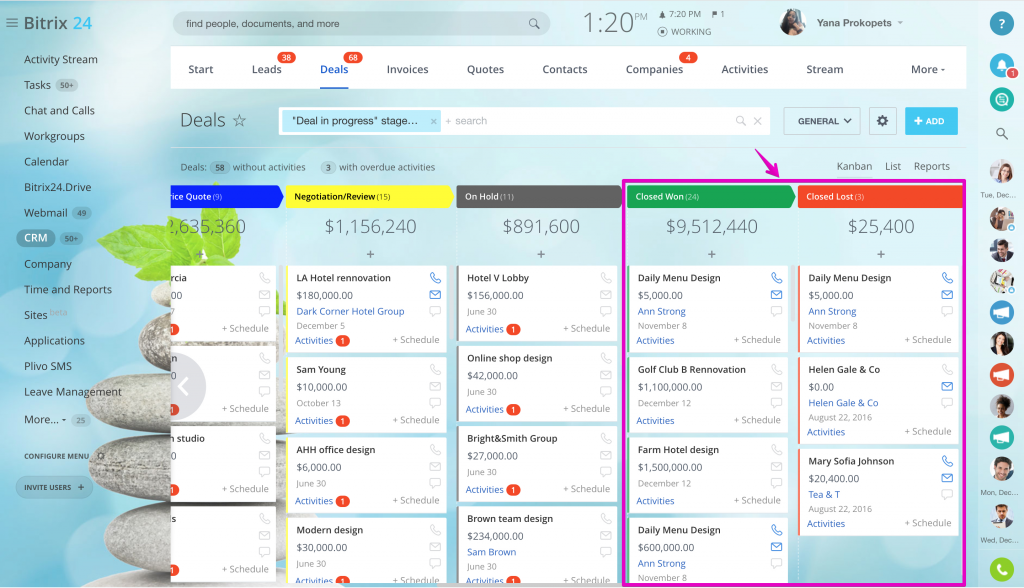 Bitrix 24
find people, documents, and more
1:20 PM
7:20 PM 1
WORKING
Yana Prokopets
?
Activity Stream
Tasks 50+
Chat and Calls
Workgroups
Calendar
Bitrix24.Drive
Webmail 49
CRM 50+
Company
Time and Reports
Sites beta
Applications
Plivo SMS
Leave Management
More... 25
CONFIGURE MENU
INVITE USERS +
Start
Leads 38
Deals 68
Invoices
Quotes
Contacts
Companies 4
Activities
Stream
More
Deals
"Deal in progress" stage... × + search
GENERAL
+ ADD
Deals: 58 without activities 3 with overdue activities
Kanban List Reports
rice Quote (9)
2,635,360
+
rcia
00
7
1
+ Schedule
n
0
1
+ Schedule
n studio
0
1
+ Schedule
s
1
+ Schedule
Negotiation/Review (15)
$1,156,240
+
LA Hotel rennovation
$180,000.00
Dark Corner Hotel Group
December 5
Activities 1 + Schedule
Sam Young
$10,000.00
October 13
Activities 1 + Schedule
AHH office design
$6,000.00
June 30
Activities 1 + Schedule
Modern design
$30,000.00
June 30
Activities 1 + Schedule
On Hold (11)
$891,600
+
Hotel V Lobby
$156,000.00
June 30
Activities 1 + Schedule
Online shop design
$42,000.00
June 30
Activities 1 + Schedule
Bright&Smith Group
$27,000.00
June 30
Activities 1 + Schedule
Brown team design
$234,000.00
Sam Brown
June 30
Activities 1 + Schedule
Closed Won (24)
$9,512,440
+
Daily Menu Design
$5,000.00
Ann Strong
November 8
Activities + Schedule
Golf Club B Rennovation
$1,100,000.00
December 12
Activities + Schedule
Farm Hotel design
$1,500,000.00
December 12
Activities + Schedule
Daily Menu Design
$600,000.00
Ann Strong
November 8
Closed Lost (3)
$25,400
+
Daily Menu Design
$5,000.00
Ann Strong
November 8
Activities + Schedule
Helen Gale & Co
$0.00
Helen Gale & Co
August 22, 2016
Activities + Schedule
Mary Sofia Johnson
$20,400.00
Tea & T
August 22, 2016
Activities + Schedule
1
Tue, Dec...
Mon, Dec...
Wed, Dec...